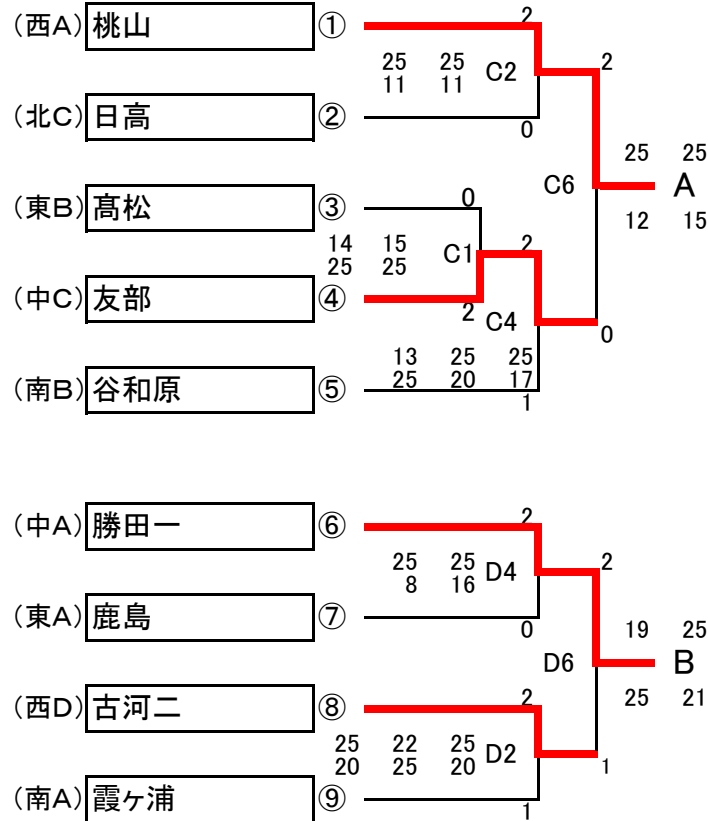 (西A) 桃山 ① 2
25 25 C2 2
11 11
(北C) 日高 ② 0
25 25
C6 A
12 15
(東B)髙松 ③ 0
14 15 C1 2
25 25
(中C) 友部 ④ 2 C4 0
13 25 25
(南B) 谷和原 ⑤ 25 20 17
1
(中A) 勝田一 ⑥ 2
25 25 D4 2
8 16
(東A) 鹿島 ⑦ 0 19 25
D6 B
(西D) 古河二 ⑧ 2 25 21
25 22 25 D2 1
20 25 20
(南A) 霞ヶ浦 ⑨ 1